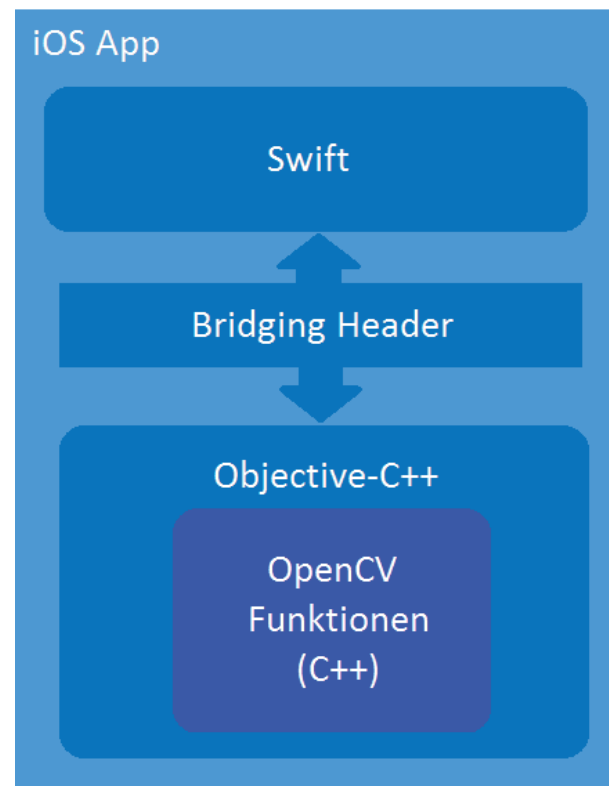 iOS App
Swift
Bridging Header
Objective-C++
OpenCV
Funktionen
(C++)